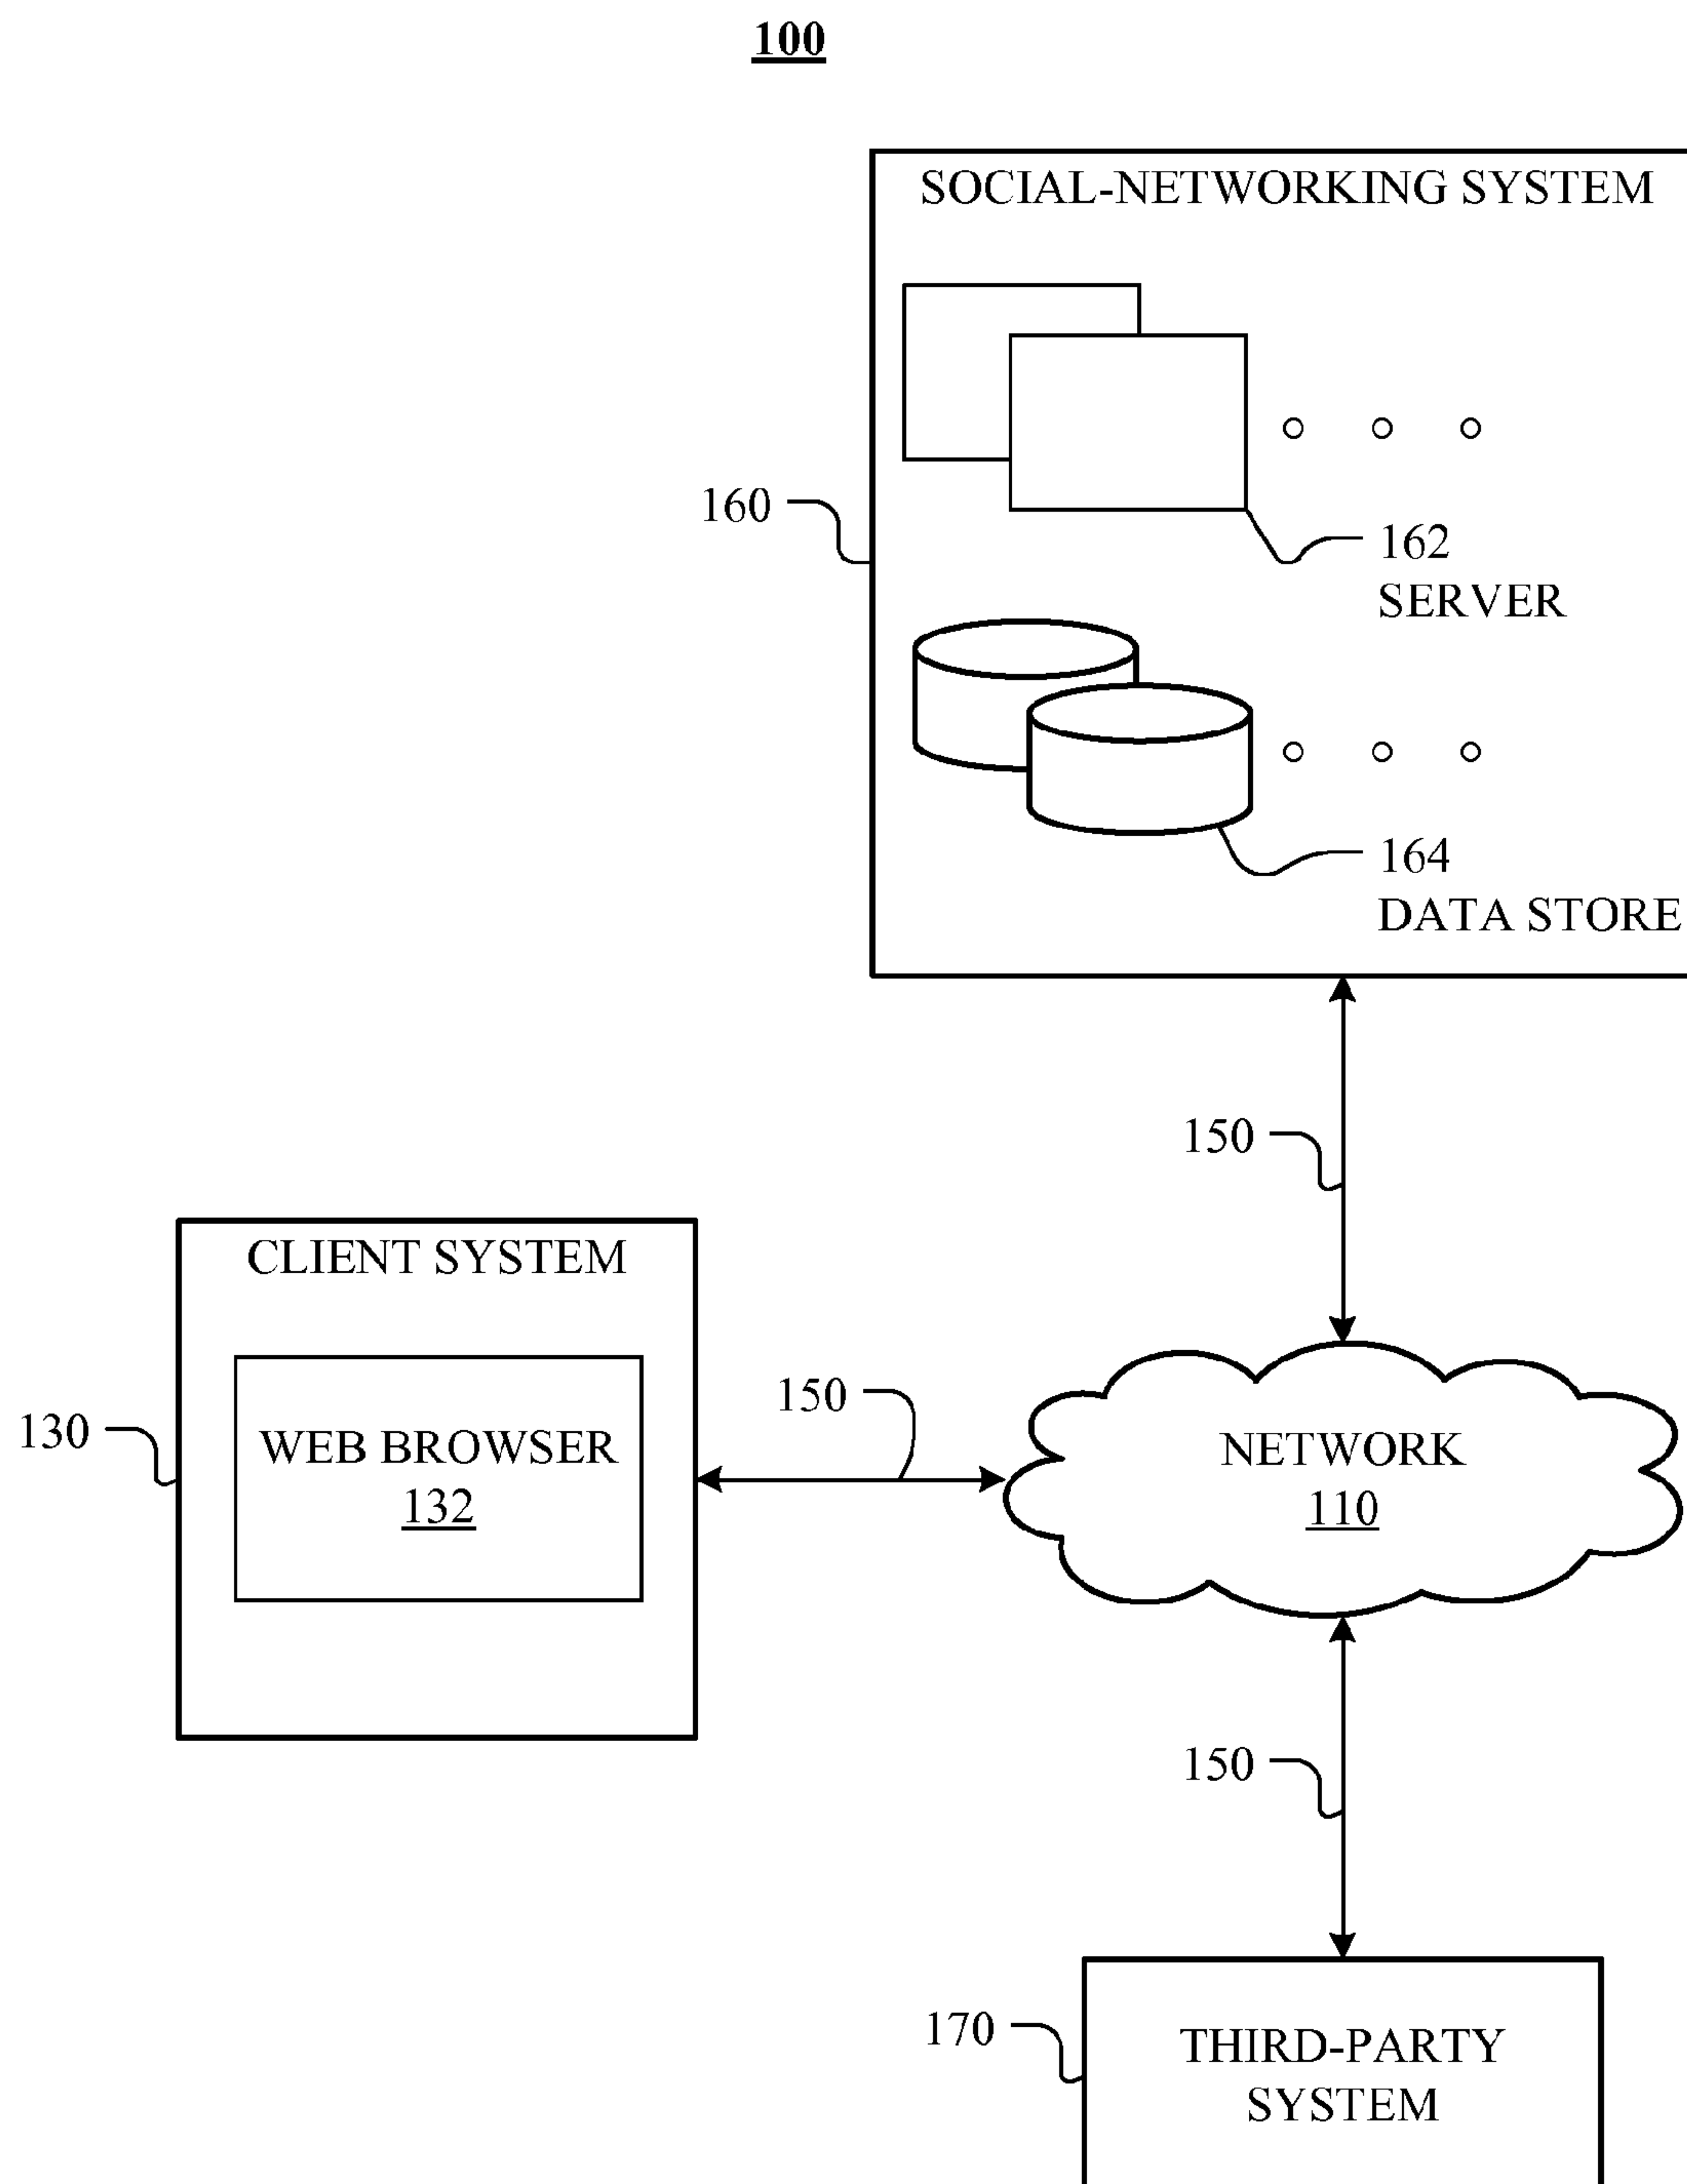 100
SOCIAL-NETWORKING SYSTEM
160
162
SERVER
164
DATA STORE
150
CLIENT SYSTEM
130
WEB BROWSER
132
150
NETWORK
110
150
170
THIRD-PARTY
SYSTEM